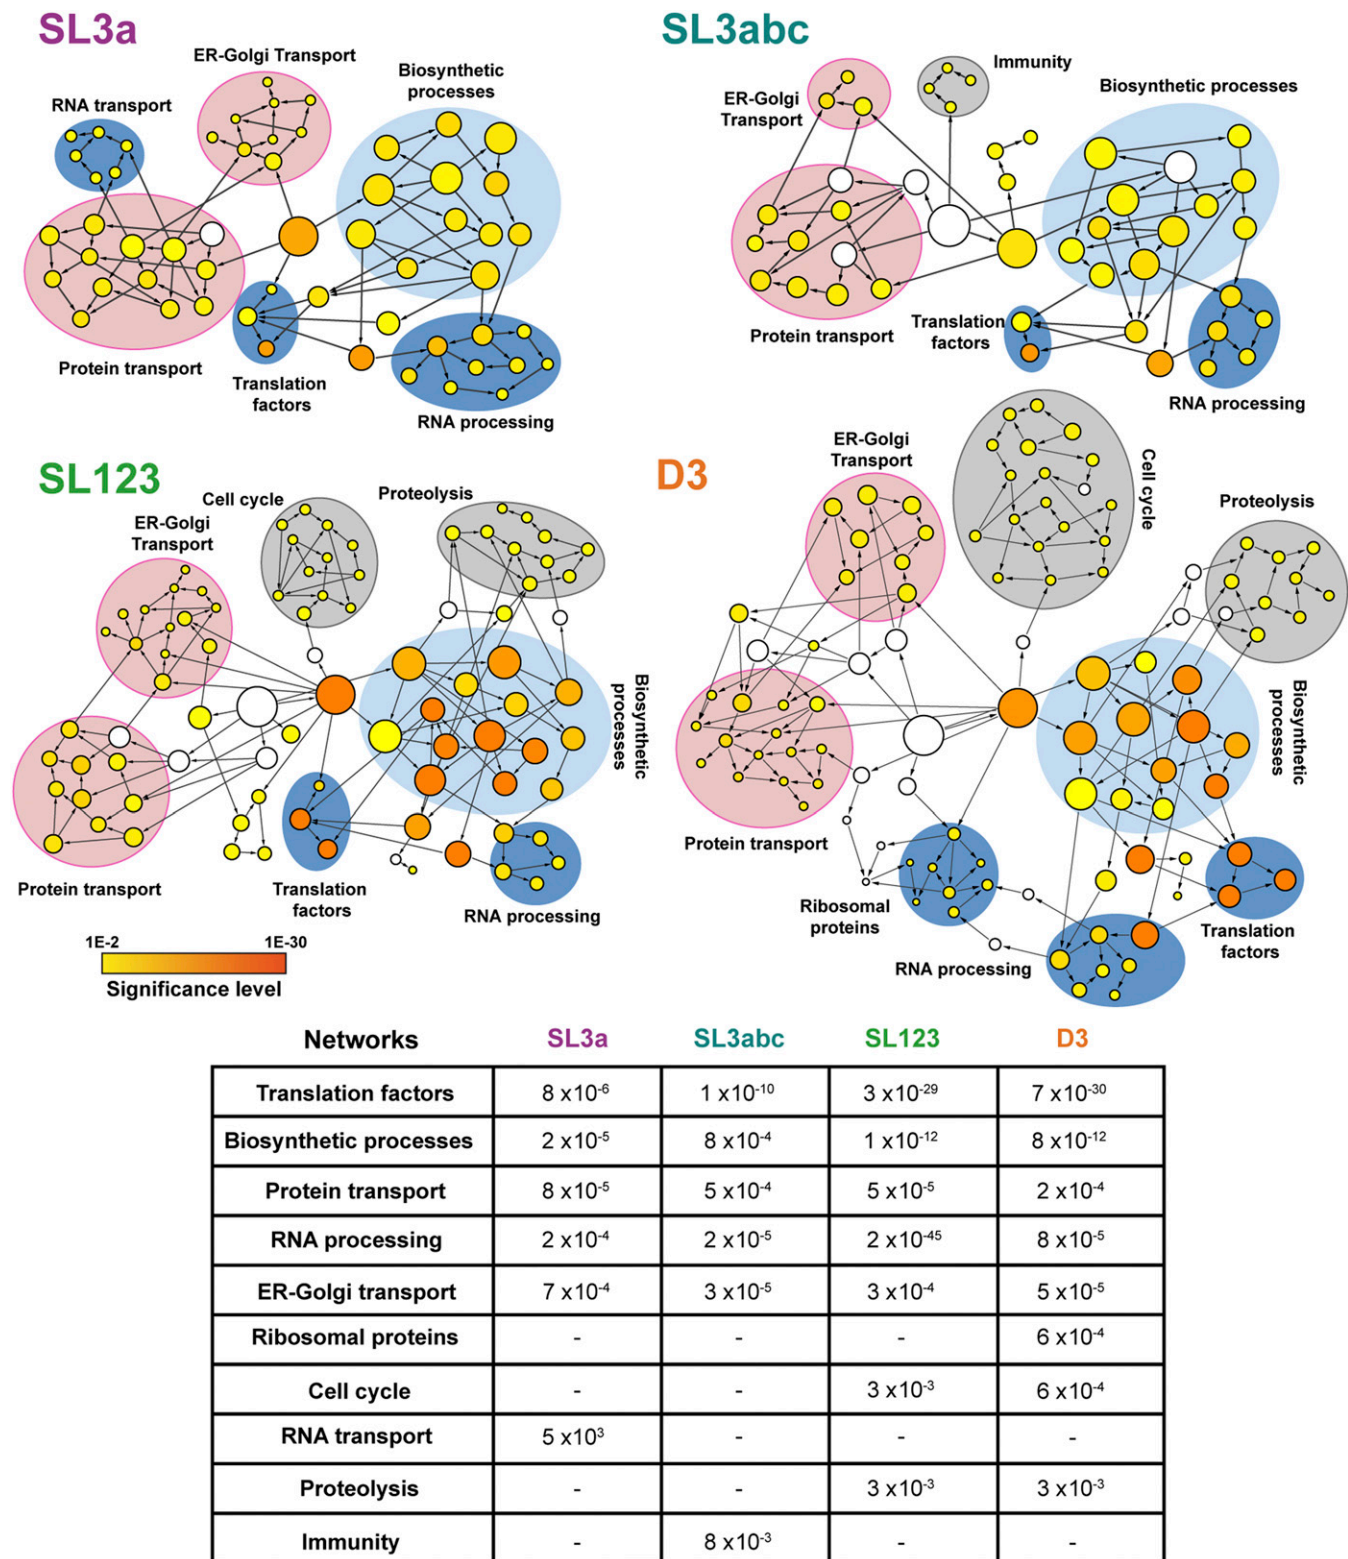 SL3a
ER-Golgi Transport
Biosynthetic
processes
RNA transport
Protein transport
Translation
factors
RNA processing
SL3abc
Immunity
ER-Golgi
Transport
Biosynthetic processes
Protein transport
Translation
factors
RNA processing
SL123
Cell cycle
Proteolysis
ER-Golgi
Transport
Biosynthetic
processes
Protein transport
Translation
factors
RNA processing
1E-2 1E-30
Significance level
D3
ER-Golgi
Transport
Cell cycle
Proteolysis
Biosynthetic
processes
Protein transport
Ribosomal
proteins
Translation
factors
RNA processing
Networks SL3a SL3abc SL123 D3
Translation factors 8 x10⁻⁶ 1 x10⁻¹⁰ 3 x10⁻²⁹ 7 x10⁻³⁰
Biosynthetic processes 2 x10⁻⁵ 8 x10⁻⁴ 1 x10⁻¹² 8 x10⁻¹²
Protein transport 8 x10⁻⁵ 5 x10⁻⁴ 5 x10⁻⁵ 2 x10⁻⁴
RNA processing 2 x10⁻⁴ 2 x10⁻⁵ 2 x10⁻⁴⁵ 8 x10⁻⁵
ER-Golgi transport 7 x10⁻⁴ 3 x10⁻⁵ 3 x10⁻⁴ 5 x10⁻⁵
Ribosomal proteins - - - 6 x10⁻⁴
Cell cycle - - 3 x10⁻³ 6 x10⁻⁴
RNA transport 5 x10³ - - -
Proteolysis - - 3 x10⁻³ 3 x10⁻³
Immunity - 8 x10⁻³ - -